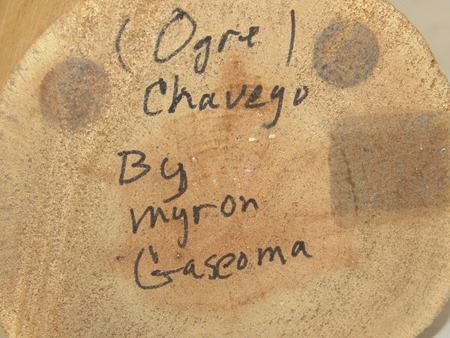 (Ogre)
Chaveyo
By
myron
Gaseoma